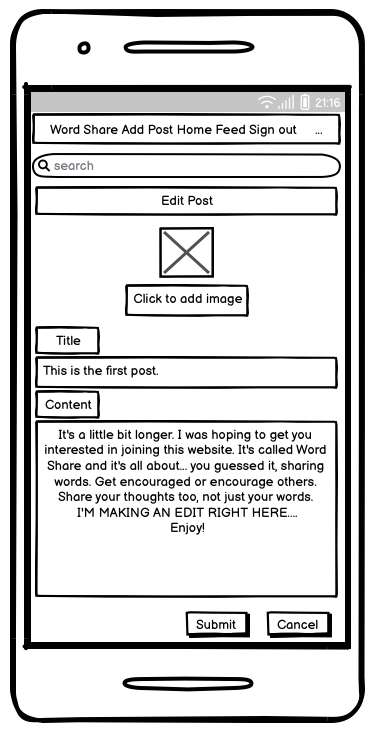 21:16
Word Share Add Post Home Feed Sign out ...
search
Edit Post
Click to add image
Title
This is the first post.
Content
It's a little bit longer. I was hoping to get you
interested in joining this website. It's called Word
Share and it's all about... you guessed it, sharing
words. Get encouraged or encourage others.
Share your thoughts too, not just your words.
I'M MAKING AN EDIT RIGHT HERE....
Enjoy!
Submit Cancel